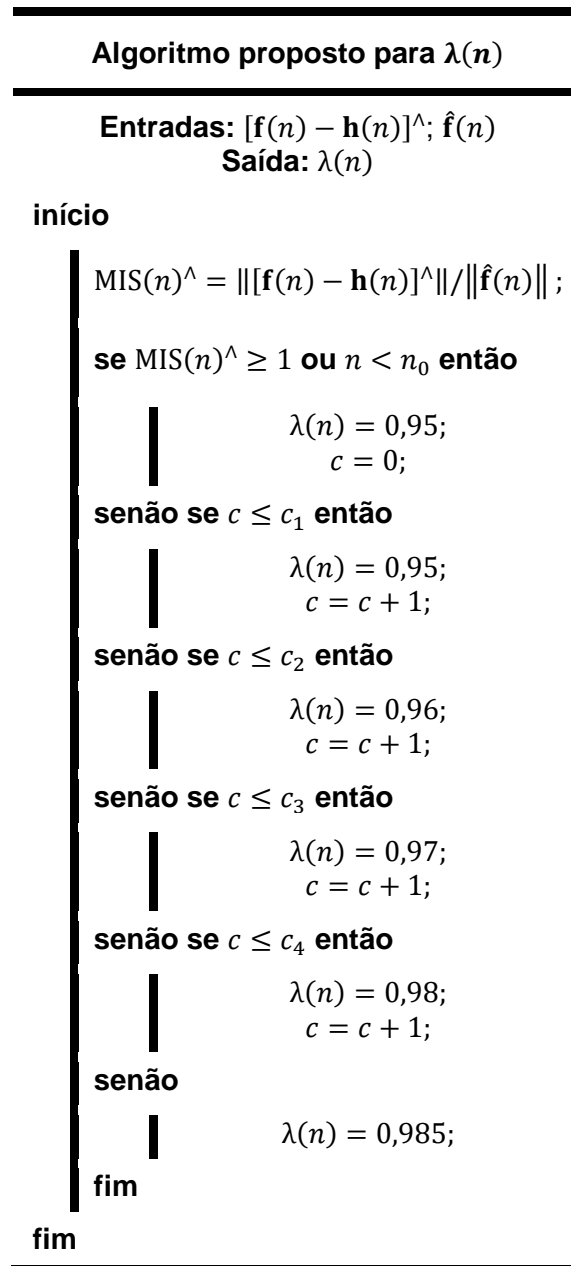 Algoritmo proposto para λ(n)
Entradas: [f(n) − h(n)]^; f̂(n)
Saída: λ(n)
início
MIS(n)^ = ‖[f(n) − h(n)]^‖/‖f̂(n)‖ ;
se MIS(n)^ ≥ 1 ou n < n₀ então
λ(n) = 0,95;
c = 0;
senão se c ≤ c₁ então
λ(n) = 0,95;
c = c + 1;
senão se c ≤ c₂ então
λ(n) = 0,96;
c = c + 1;
senão se c ≤ c₃ então
λ(n) = 0,97;
c = c + 1;
senão se c ≤ c₄ então
λ(n) = 0,98;
c = c + 1;
senão
λ(n) = 0,985;
fim
fim